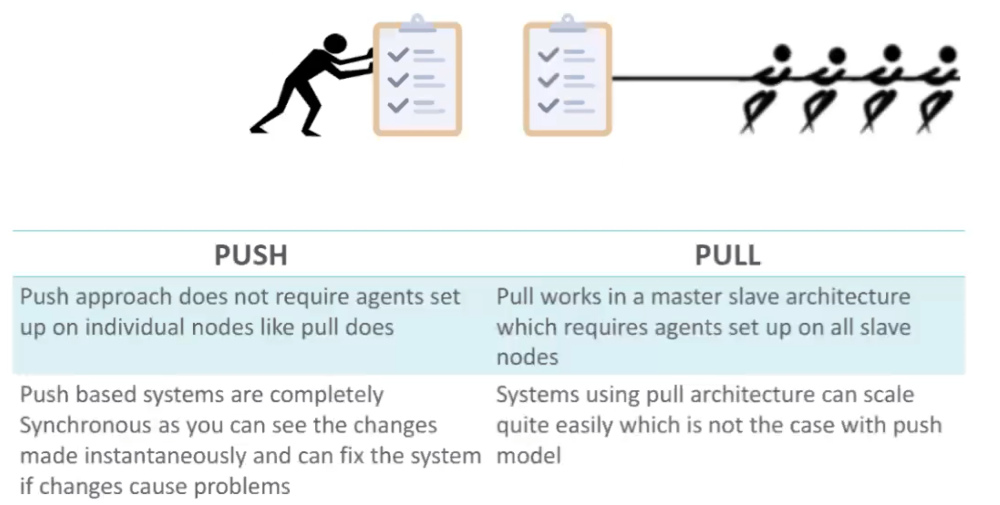 PUSH
PULL
Push approach does not require agents set
up on individual nodes like pull does
Pull works in a master slave architecture
which requires agents set up on all slave
nodes
Push based systems are completely
Synchronous as you can see the changes
made instantaneously and can fix the system
if changes cause problems
Systems using pull architecture can scale
quite easily which is not the case with push
model